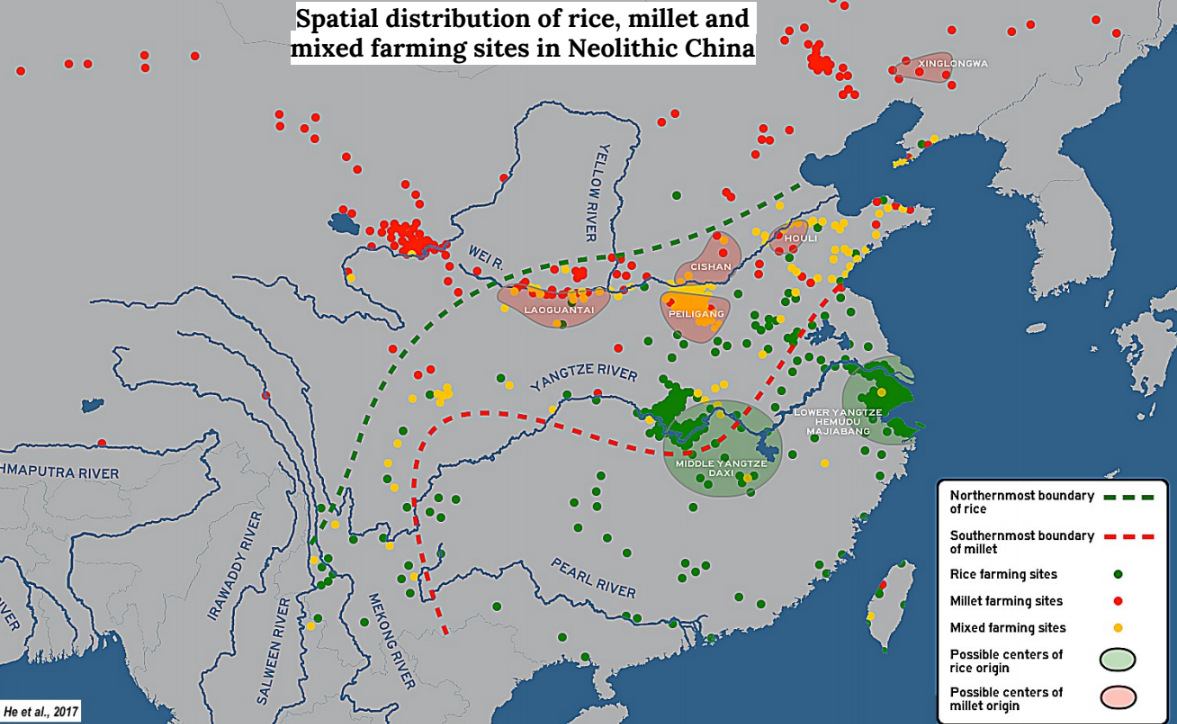 Spatial distribution of rice, millet and
mixed farming sites in Neolithic China
XINGLONGWA
YELLOW RIVER
WEI R.
HOULI
CISHAN
LAOGUANTAI
PEILIGANG
YANGTZE RIVER
LOWER YANGTZE
HEMUDU
MAJIABANG
MIDDLE YANGTZE
DAXI
HMAPUTRA RIVER
IRAWADDY RIVER
PEARL RIVER
SALWEEN RIVER
MEKONG RIVER
IVER
Northernmost boundary
of rice
Southernmost boundary
of millet
Rice farming sites
Millet farming sites
Mixed farming sites
Possible centers of
rice origin
Possible centers of
millet origin
He et al., 2017